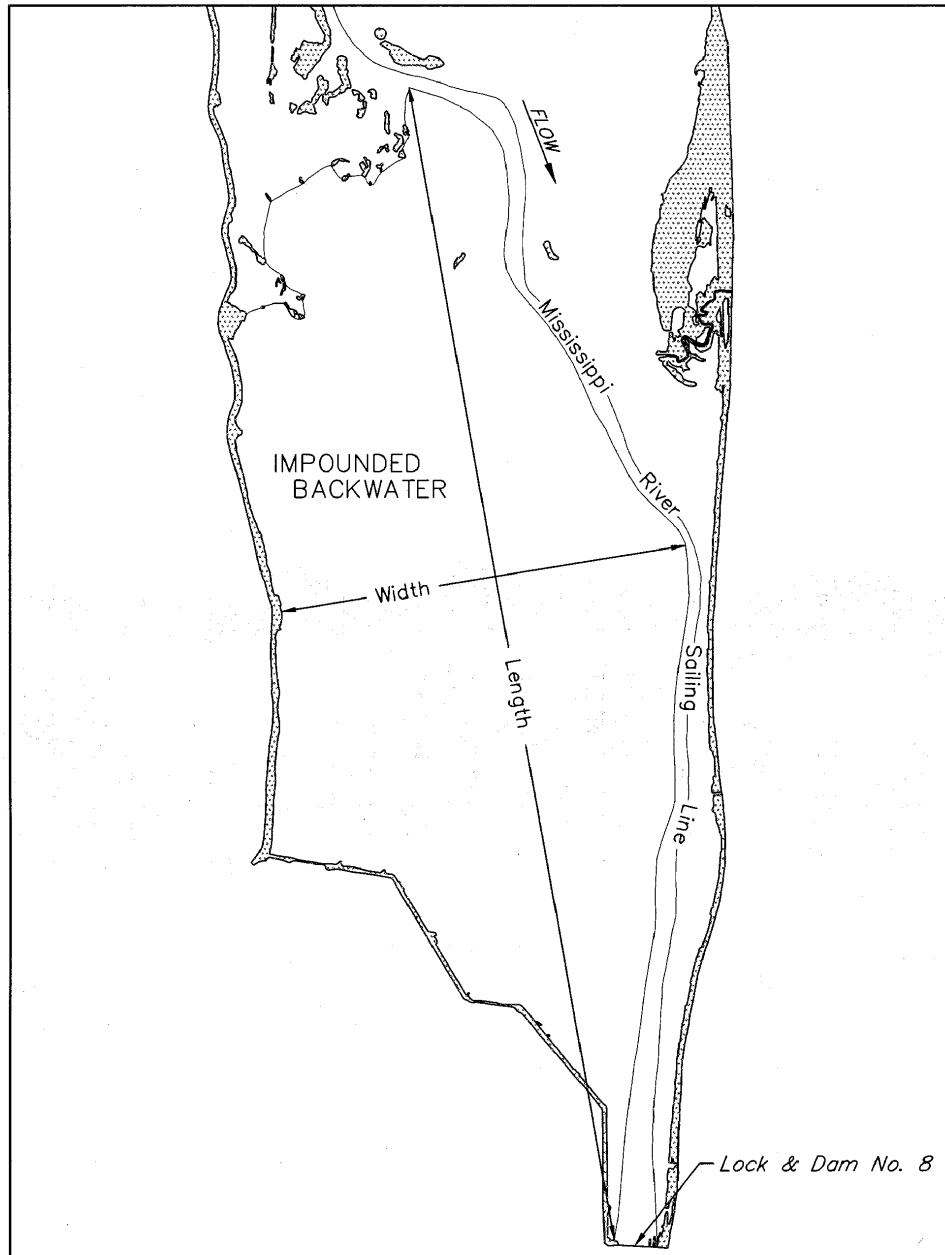 FLOW
Mississippi
River
IMPOUNDED
BACKWATER
Width
Length
Sailing
Line
Lock & Dam No. 8